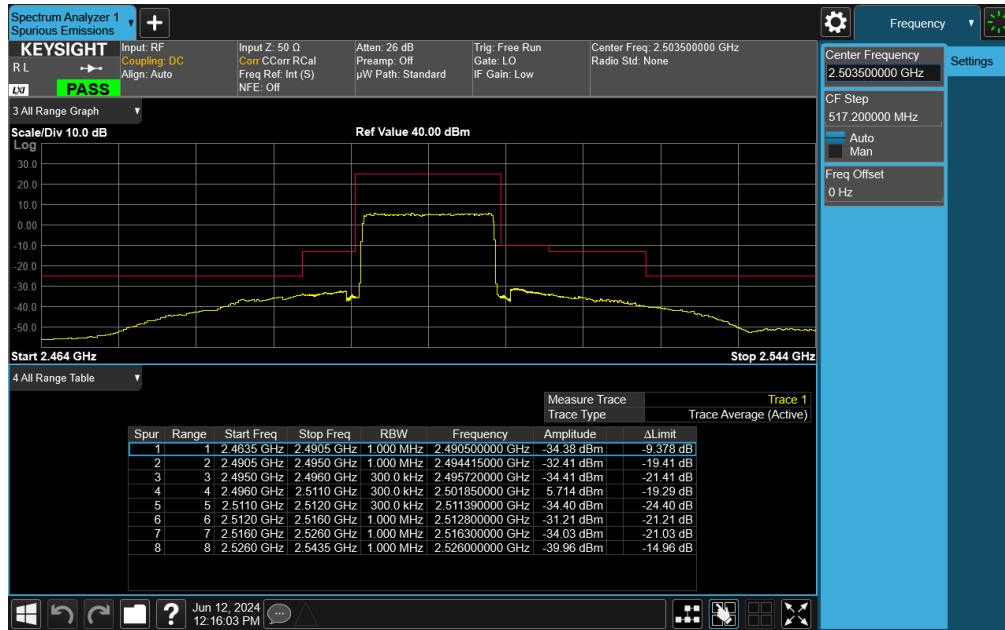 Spectrum Analyzer 1
Spurious Emissions
Frequency
KEYSIGHT
R L
LXI
PASS
Input: RF
Coupling: DC
Align: Auto
Input Z: 50 Ω
Corr CCorr RCal
Freq Ref: Int (S)
NFE: Off
Atten: 26 dB
Preamp: Off
µW Path: Standard
Trig: Free Run
Gate: LO
IF Gain: Low
Center Freq: 2.503500000 GHz
Radio Std: None
Center Frequency
2.503500000 GHz
Settings
CF Step
517.200000 MHz
Auto
Man
Freq Offset
0 Hz
3 All Range Graph
Scale/Div 10.0 dB
Ref Value 40.00 dBm
Log
30.0
20.0
10.0
0.00
-10.0
-20.0
-30.0
-40.0
-50.0
Start 2.464 GHz
Stop 2.544 GHz
4 All Range Table
Measure Trace Trace 1
Trace Type Trace Average (Active)
Spur Range Start Freq Stop Freq RBW Frequency Amplitude ΔLimit
1 1 2.4635 GHz 2.4905 GHz 1.000 MHz 2.490500000 GHz -34.38 dBm -9.378 dB
2 2 2.4905 GHz 2.4950 GHz 1.000 MHz 2.494415000 GHz -32.41 dBm -19.41 dB
3 3 2.4950 GHz 2.4960 GHz 300.0 kHz 2.495720000 GHz -34.41 dBm -21.41 dB
4 4 2.4960 GHz 2.5110 GHz 300.0 kHz 2.501850000 GHz 5.714 dBm -19.29 dB
5 5 2.5110 GHz 2.5120 GHz 300.0 kHz 2.511390000 GHz -34.40 dBm -24.40 dB
6 6 2.5120 GHz 2.5160 GHz 1.000 MHz 2.512800000 GHz -31.21 dBm -21.21 dB
7 7 2.5160 GHz 2.5260 GHz 1.000 MHz 2.516300000 GHz -34.03 dBm -21.03 dB
8 8 2.5260 GHz 2.5435 GHz 1.000 MHz 2.526000000 GHz -39.96 dBm -14.96 dB
?
Jun 12, 2024
12:16:03 PM